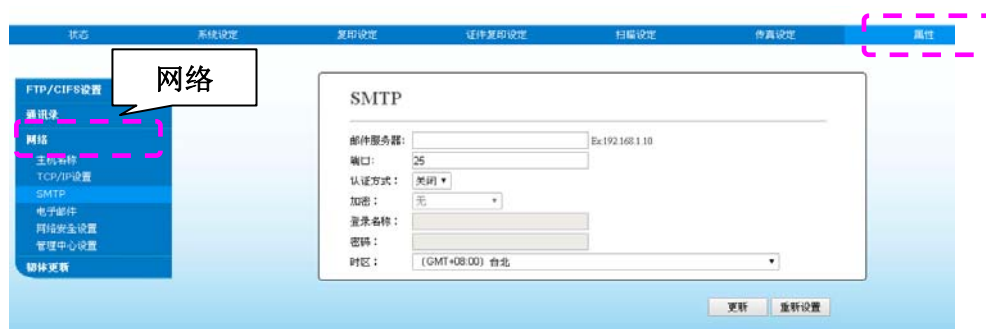 状态 系统设定 复印设定 证件复印设定 扫描设定 传真设定 属性
网络
FTP/CIFS设置
通讯录
网络
主机名称
TCP/IP设置
SMTP
电子邮件
网络安全设置
管理中心设置
韧体更新
SMTP
邮件服务器: Ex:192.168.1.10
端口: 25
认证方式： 关闭
加密： 无
登录名称：
密码：
时区： (GMT+08:00) 台北
更新 重新设置